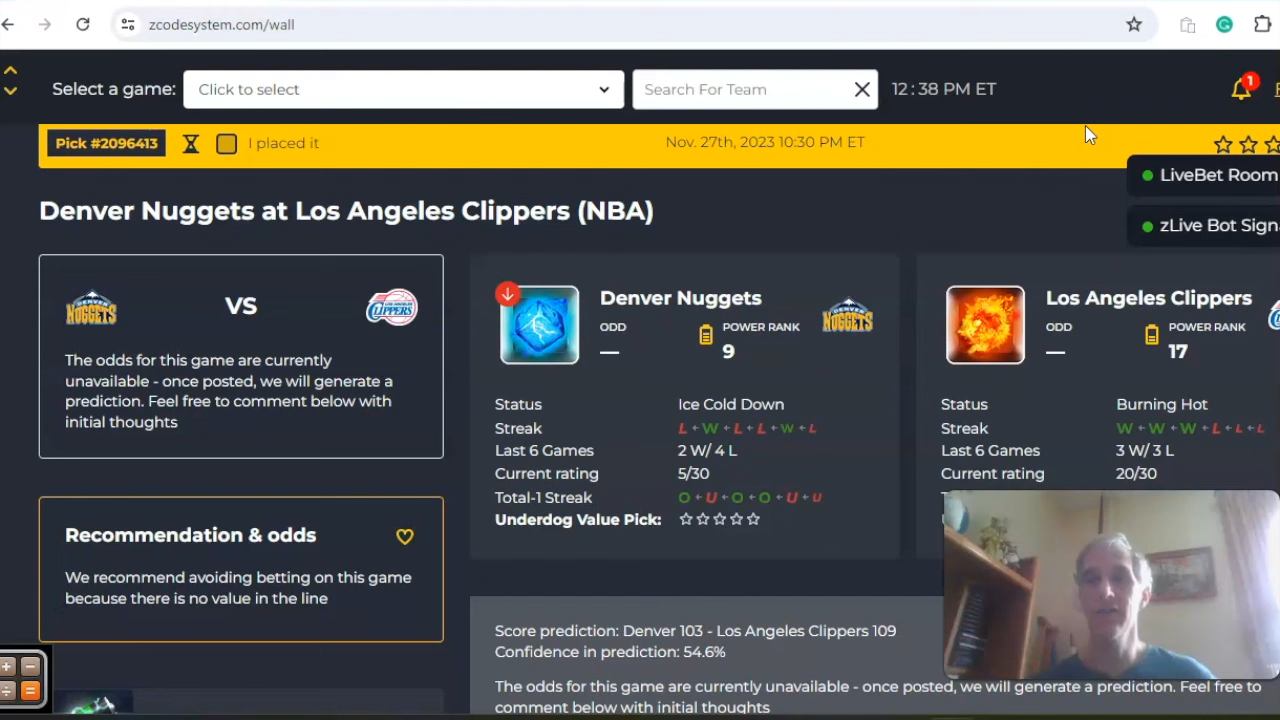 zcodesystem.com/wall
Select a game: Click to select Search For Team 12:38 PM ET 1
Pick #2096413 I placed it Nov. 27th, 2023 10:30 PM ET
LiveBet Room
Denver Nuggets at Los Angeles Clippers (NBA)
zLive Bot Signa
NUGGETS VS CLIPPERS
The odds for this game are currently
unavailable - once posted, we will generate a
prediction. Feel free to comment below with
initial thoughts
Denver Nuggets
ODD POWER RANK
— 9
NUGGETS
Status Ice Cold Down
Streak L W L L W L
Last 6 Games 2 W/ 4 L
Current rating 5/30
Total-1 Streak O U O O U U
Underdog Value Pick:
Los Angeles Clippers
ODD POWER RANK
— 17
Status Burning Hot
Streak W W W L L L
Last 6 Games 3 W/ 3 L
Current rating 20/30
Recommendation & odds
We recommend avoiding betting on this game
because there is no value in the line
Score prediction: Denver 103 - Los Angeles Clippers 109
Confidence in prediction: 54.6%
The odds for this game are currently unavailable - once posted, we will generate a prediction. Feel free to
comment below with initial thoughts